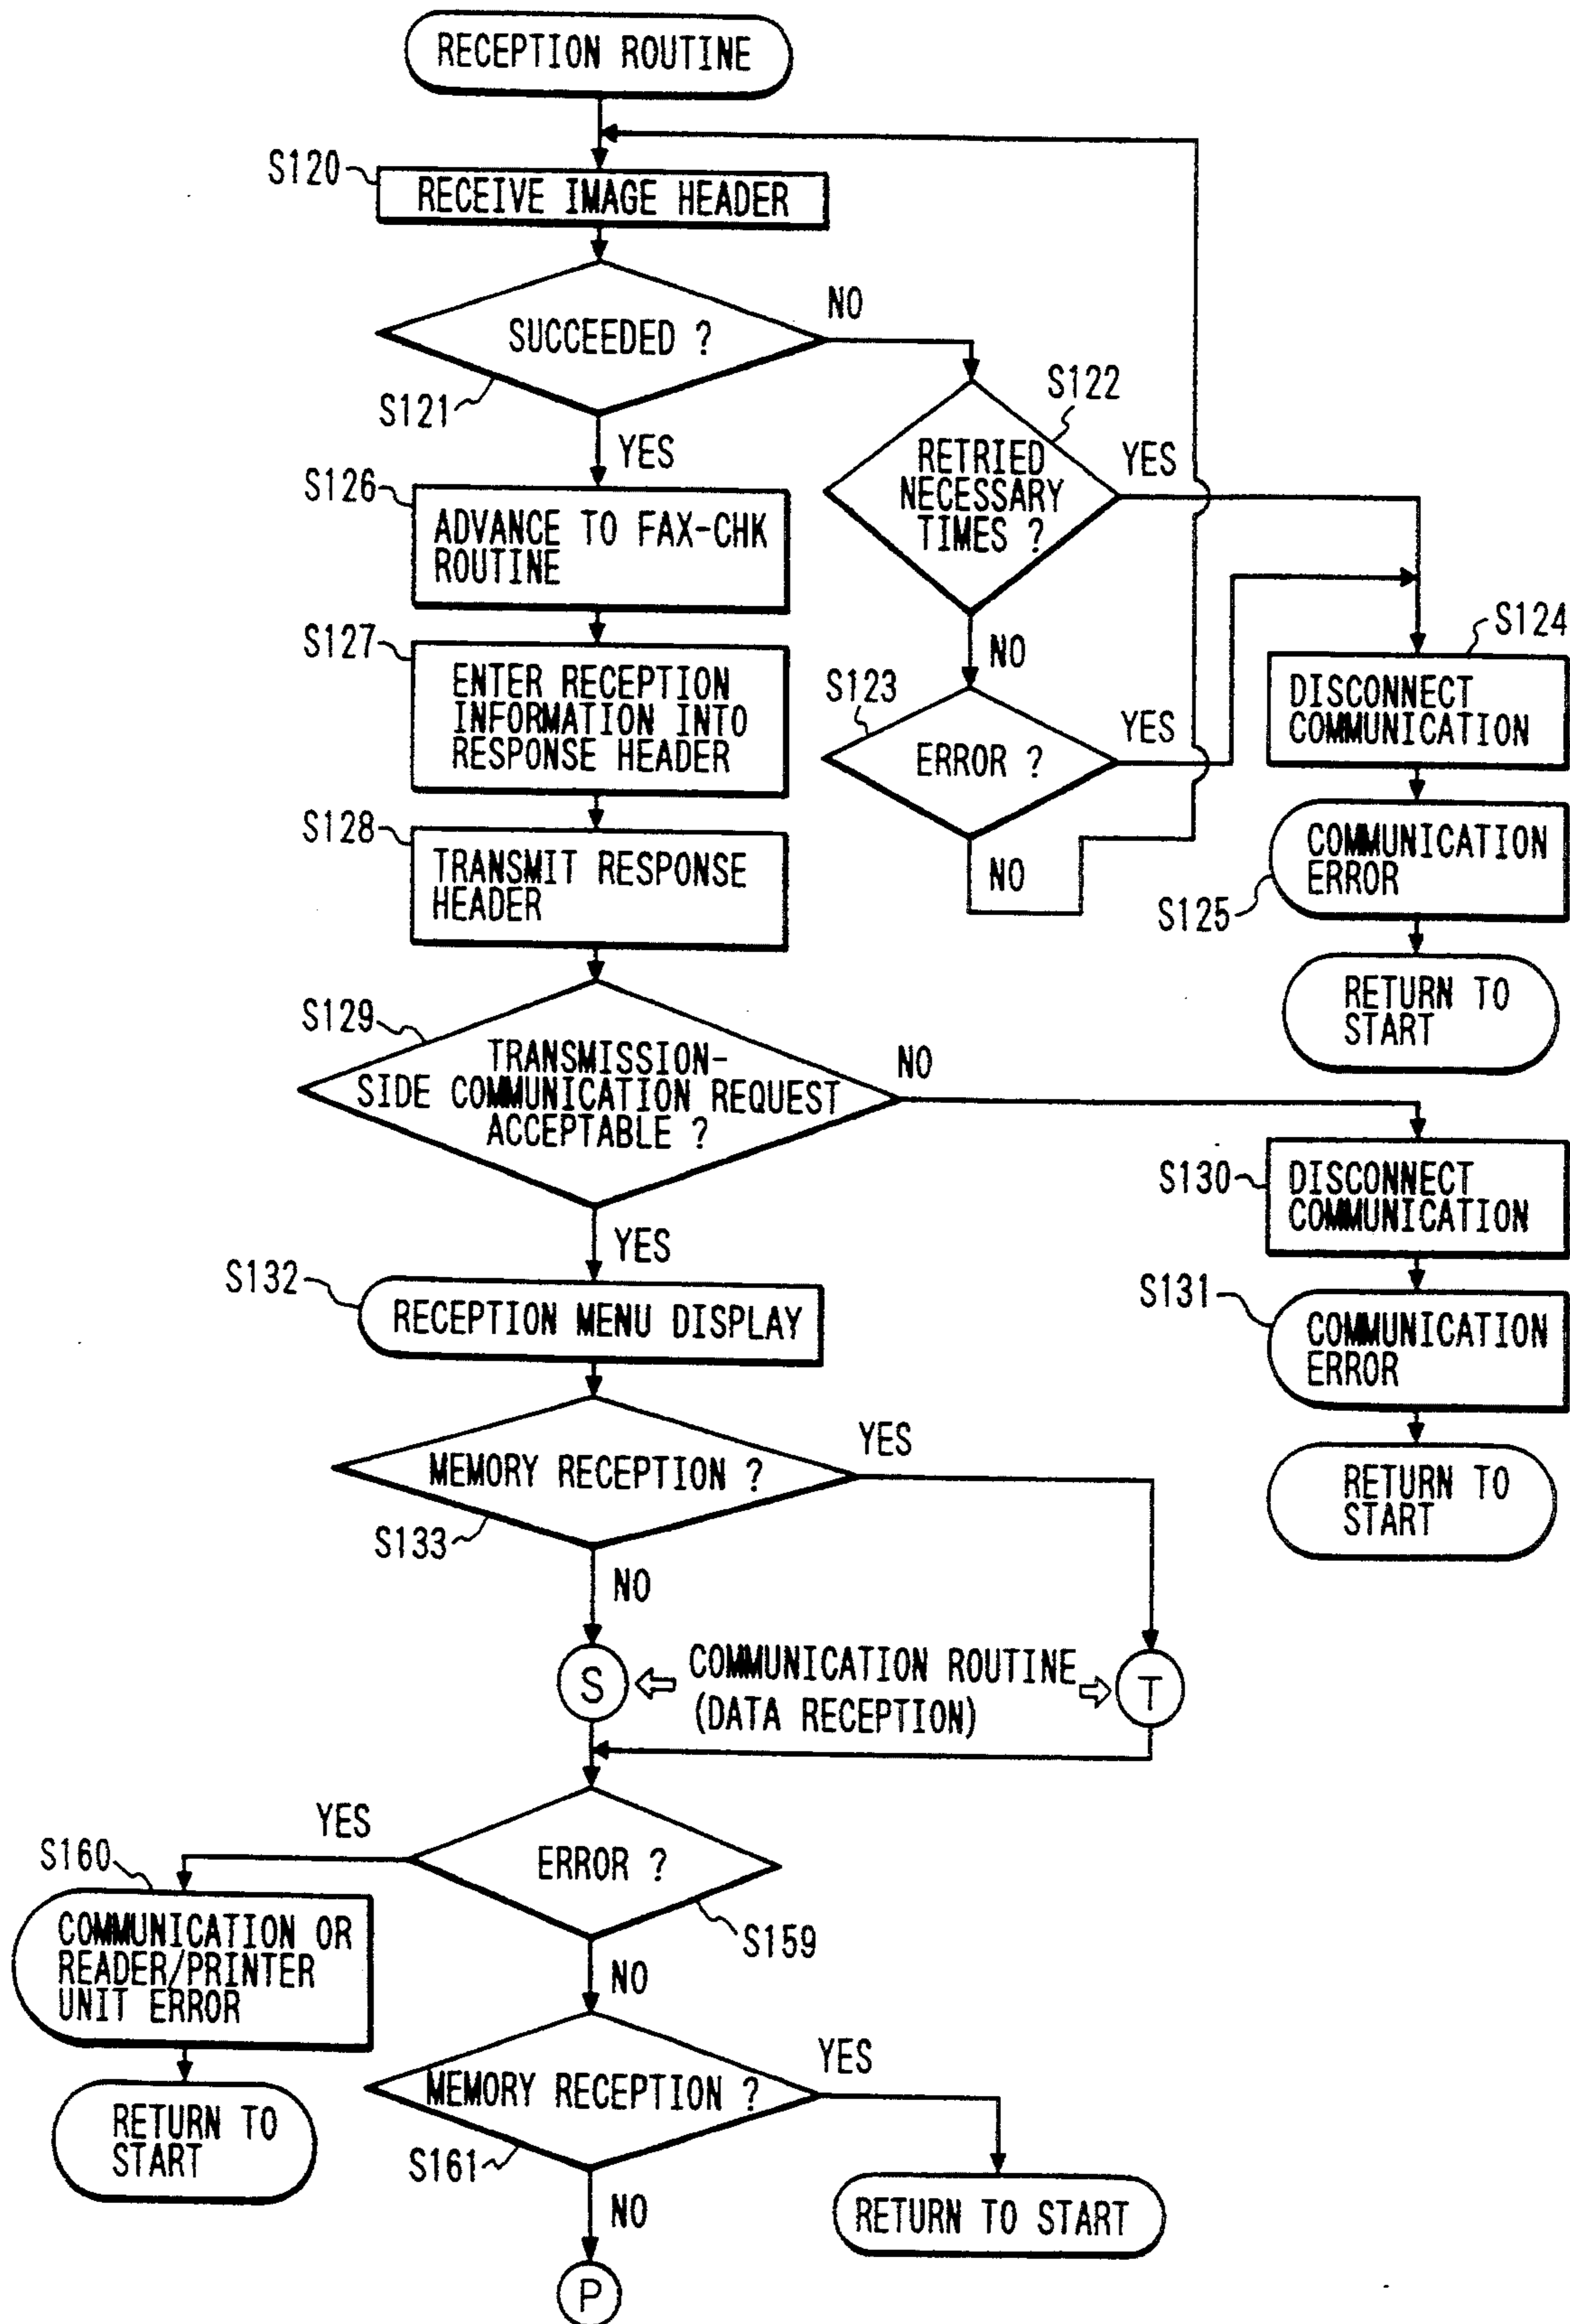 RECEPTION ROUTINE
S120
RECEIVE IMAGE HEADER
SUCCEEDED ?
NO
S121
YES
S122
RETRIED
NECESSARY
TIMES ?
YES
NO
S126
ADVANCE TO FAX-CHK
ROUTINE
S127
ENTER RECEPTION
INFORMATION INTO
RESPONSE HEADER
S123
ERROR ?
YES
NO
S124
DISCONNECT
COMMUNICATION
S125
COMMUNICATION
ERROR
RETURN TO
START
S128
TRANSMIT RESPONSE
HEADER
S129
TRANSMISSION-
SIDE COMMUNICATION REQUEST
ACCEPTABLE ?
NO
YES
S130
DISCONNECT
COMMUNICATION
S131
COMMUNICATION
ERROR
RETURN TO
START
S132
RECEPTION MENU DISPLAY
MEMORY RECEPTION ?
YES
S133
NO
S
COMMUNICATION ROUTINE
(DATA RECEPTION)
T
ERROR ?
YES
S159
NO
S160
COMMUNICATION OR
READER/PRINTER
UNIT ERROR
RETURN TO
START
MEMORY RECEPTION ?
YES
S161
NO
RETURN TO START
P